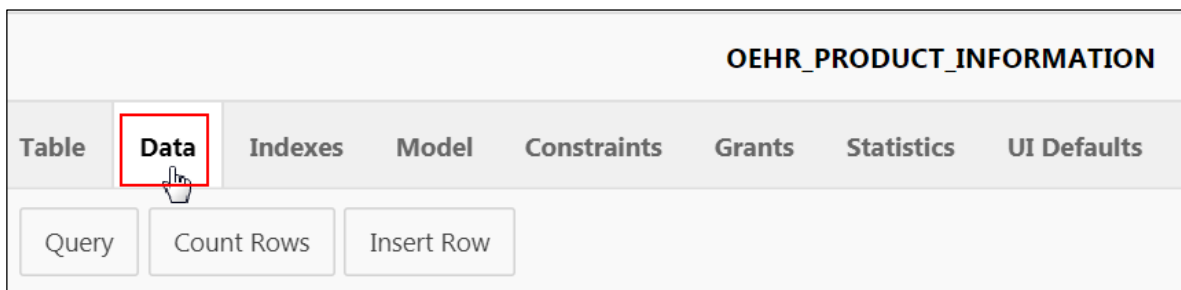 OEHR_PRODUCT_INFORMATION
Table Data Indexes Model Constraints Grants Statistics UI Defaults
Query Count Rows Insert Row